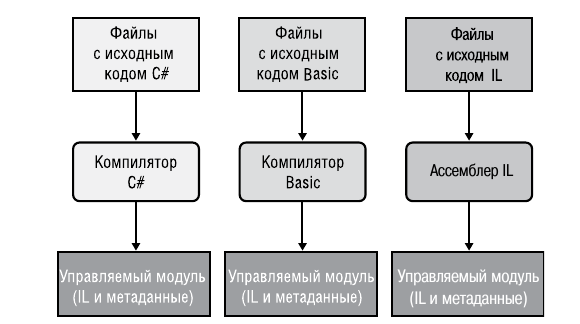 Файлы
с исходным
кодом C#
Файлы
с исходным
кодом Basic
Файлы
с исходным
кодом IL
Компилятор
C#
Компилятор
Basic
Ассемблер IL
Управляемый модуль
(IL и метаданные)
Управляемый модуль
(IL и метаданные)
Управляемый модуль
(IL и метаданные)